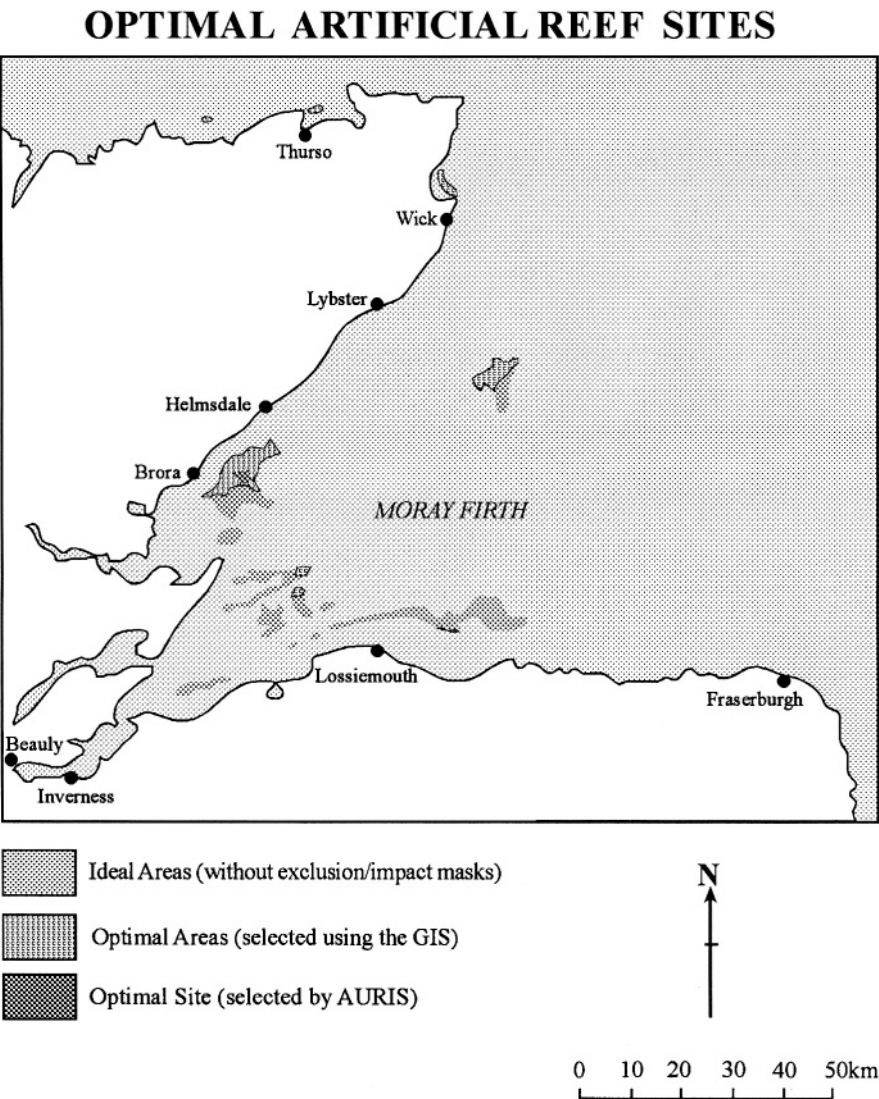 OPTIMAL ARTIFICIAL REEF SITES
Thurso
Wick
Lybster
Helmsdale
Brora
MORAY FIRTH
Lossiemouth
Fraserburgh
Beauly
Inverness
Ideal Areas (without exclusion/impact masks)
N
Optimal Areas (selected using the GIS)
Optimal Site (selected by AURIS)
0 10 20 30 40 50km